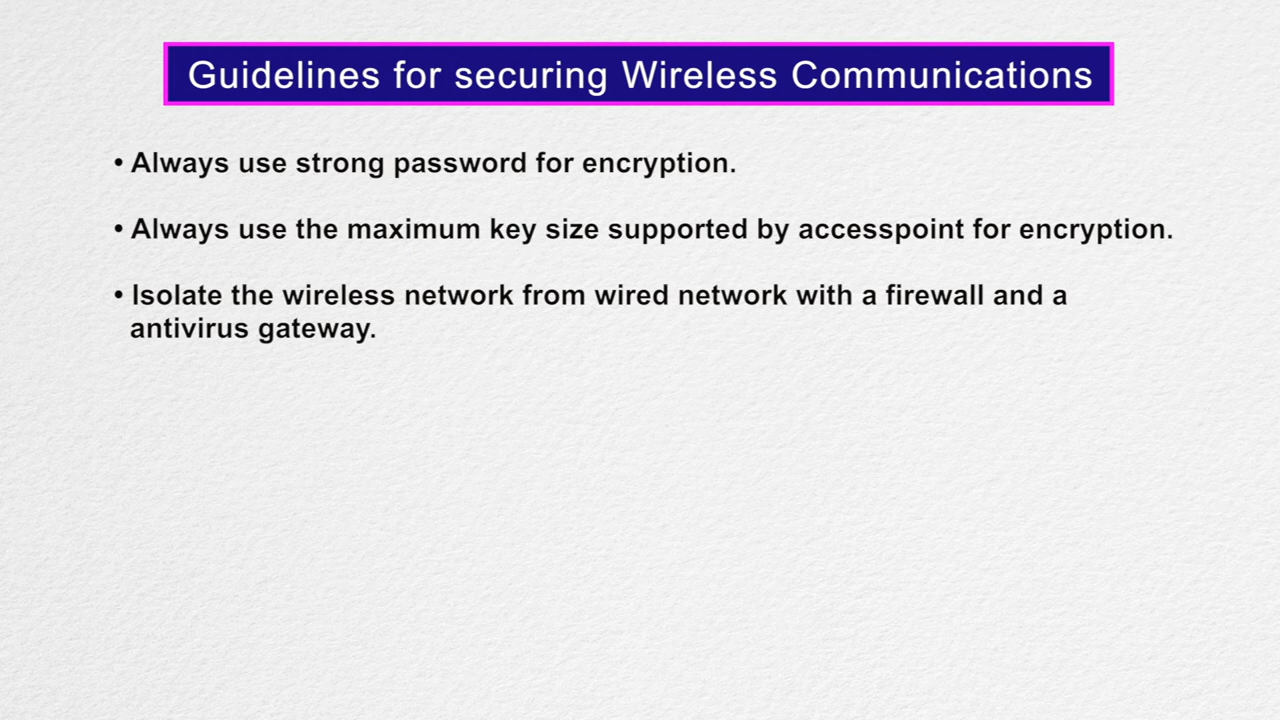 Guidelines for securing Wireless Communications
• Always use strong password for encryption.
• Always use the maximum key size supported by accesspoint for encryption.
• Isolate the wireless network from wired network with a firewall and a
antivirus gateway.